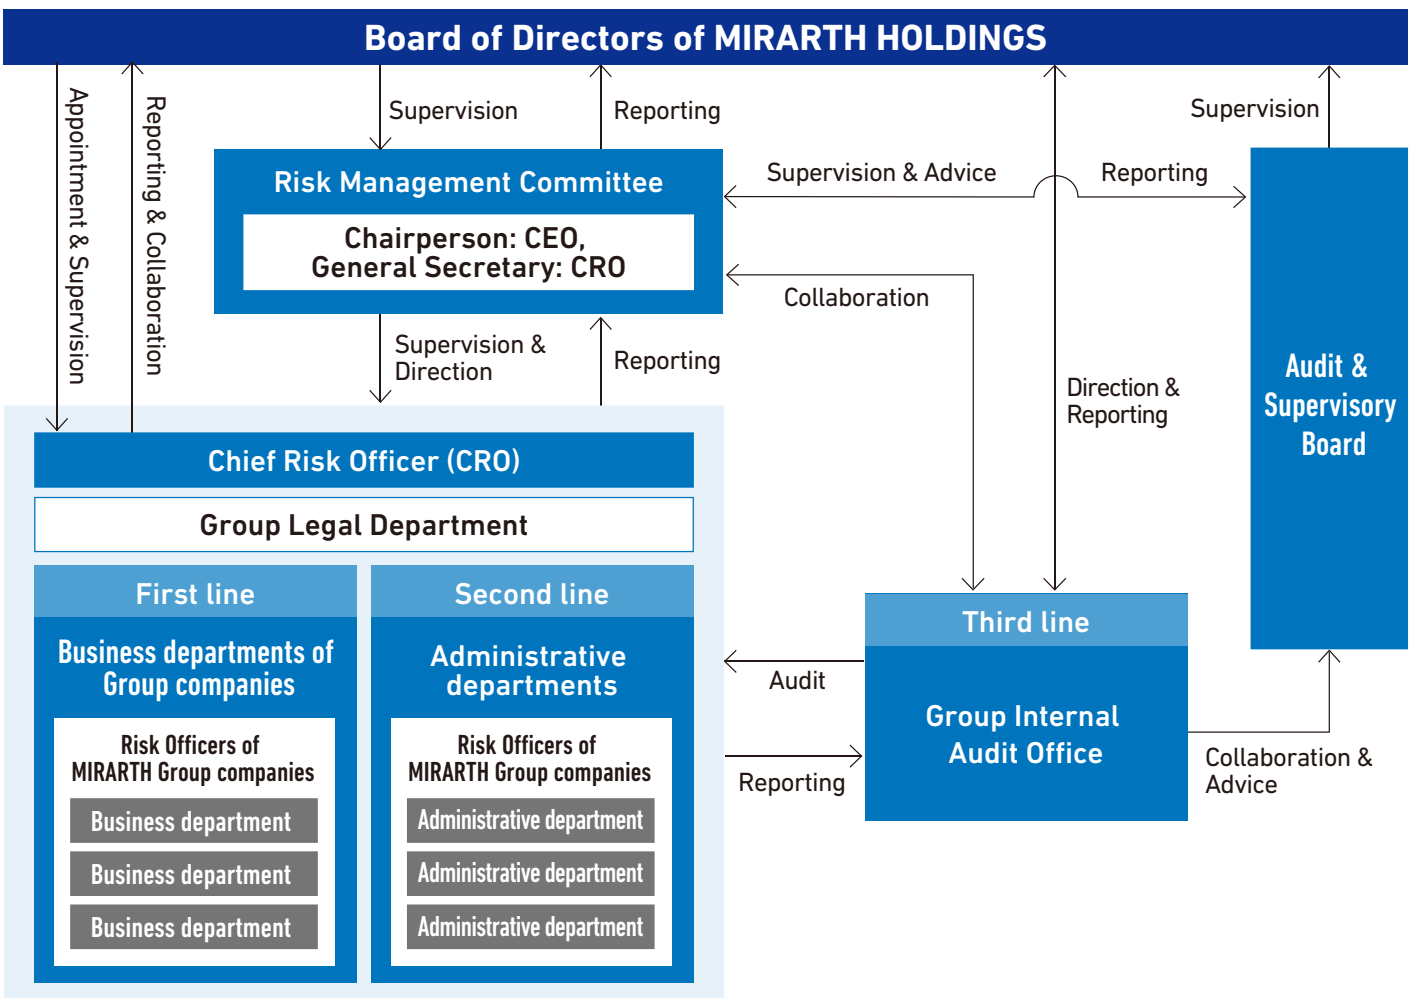 Board of Directors of MIRARTH HOLDINGS
Appointment & Supervision
Reporting & Collaboration
Supervision
Reporting
Supervision
Risk Management Committee
Chairperson: CEO,
General Secretary: CRO
Supervision & Advice
Reporting
Collaboration
Supervision &
Direction
Reporting
Direction &
Reporting
Audit &
Supervisory
Board
Chief Risk Officer (CRO)
Group Legal Department
First line
Business departments of
Group companies
Risk Officers of
MIRARTH Group companies
Business department
Business department
Business department
Second line
Administrative
departments
Risk Officers of
MIRARTH Group companies
Administrative department
Administrative department
Administrative department
Audit
Reporting
Third line
Group Internal
Audit Office
Collaboration &
Advice